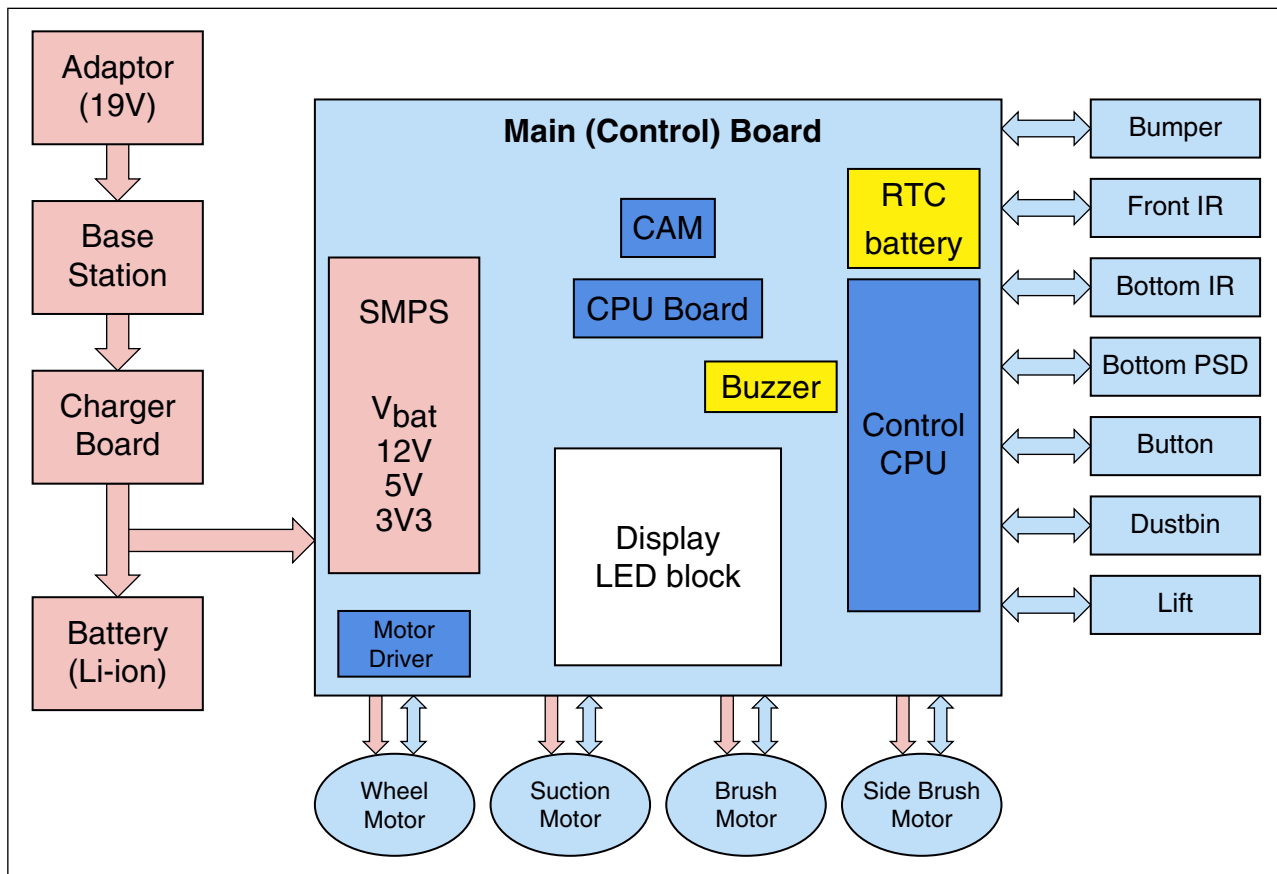 Adaptor
(19V)
Base
Station
Charger
Board
Battery
(Li-ion)
Main (Control) Board
CAM
CPU Board
RTC
battery
SMPS
Vbat
12V
5V
3V3
Buzzer
Control
CPU
Display
LED block
Motor
Driver
Bumper
Front IR
Bottom IR
Bottom PSD
Button
Dustbin
Lift
Wheel
Motor
Suction
Motor
Brush
Motor
Side Brush
Motor